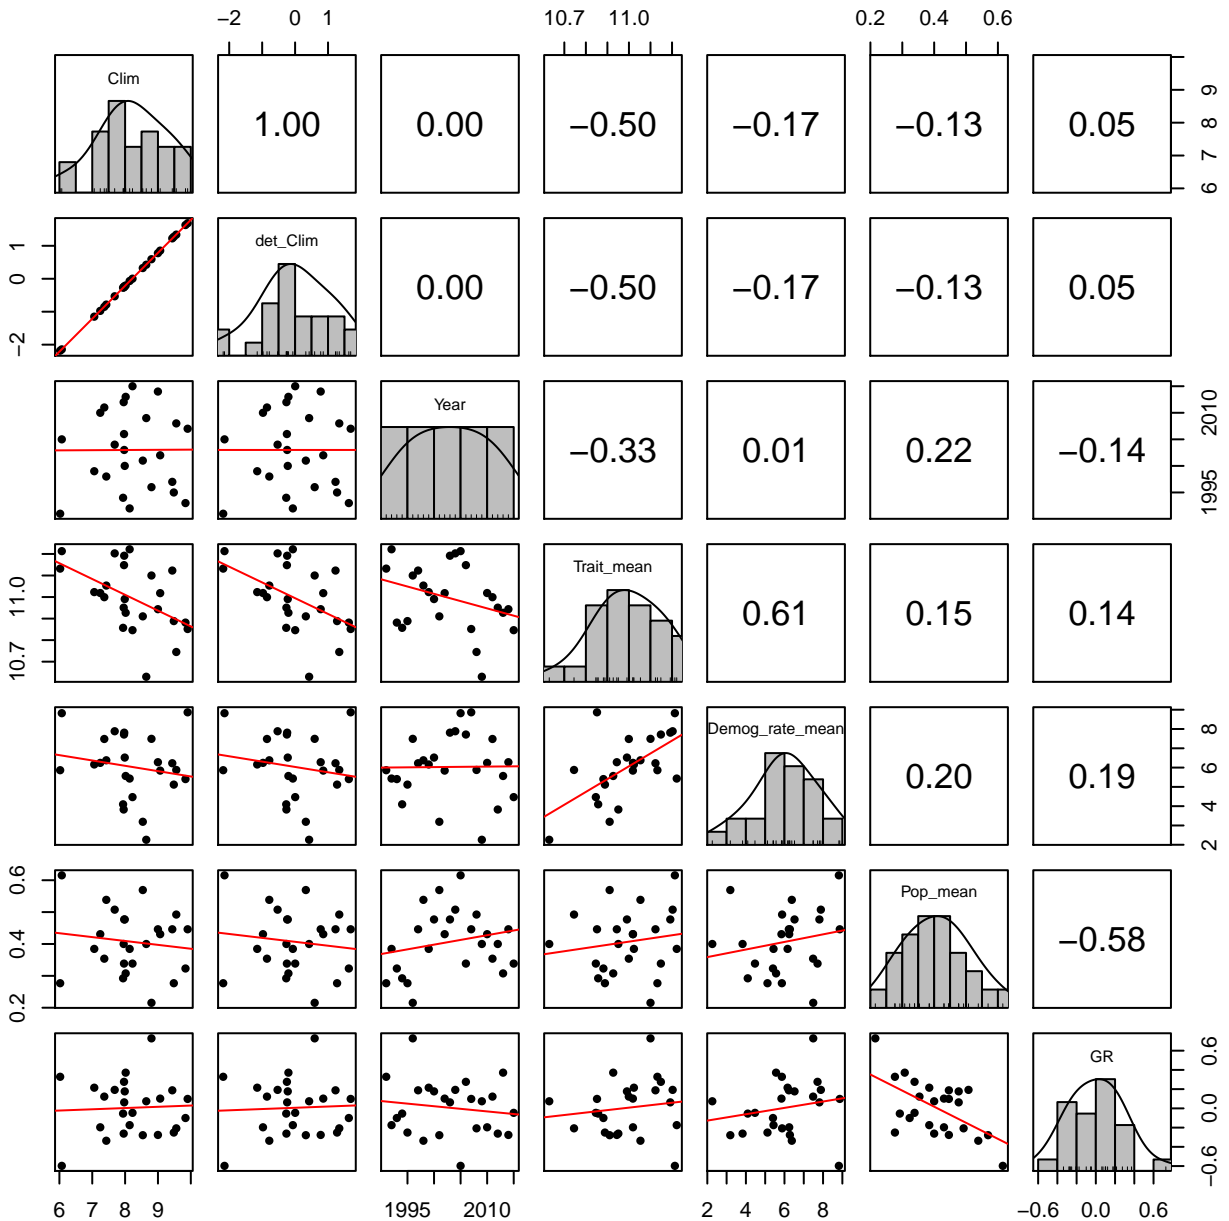 −2 0 1 10.7 11.0 0.2 0.4 0.6
Clim 1.00 0.00 −0.50 −0.17 −0.13 0.05 6 7 8 9
−2 0 1 det_Clim 0.00 −0.50 −0.17 −0.13 0.05
Year −0.33 0.01 0.22 −0.14 1995 2010
10.7 11.0 Trait_mean 0.61 0.15 0.14
Demog_rate_mean 0.20 0.19 2 4 6 8
0.2 0.4 0.6 Pop_mean −0.58
GR −0.6 0.0 0.6
6 7 8 9 1995 2010 2 4 6 8 −0.6 0.0 0.6